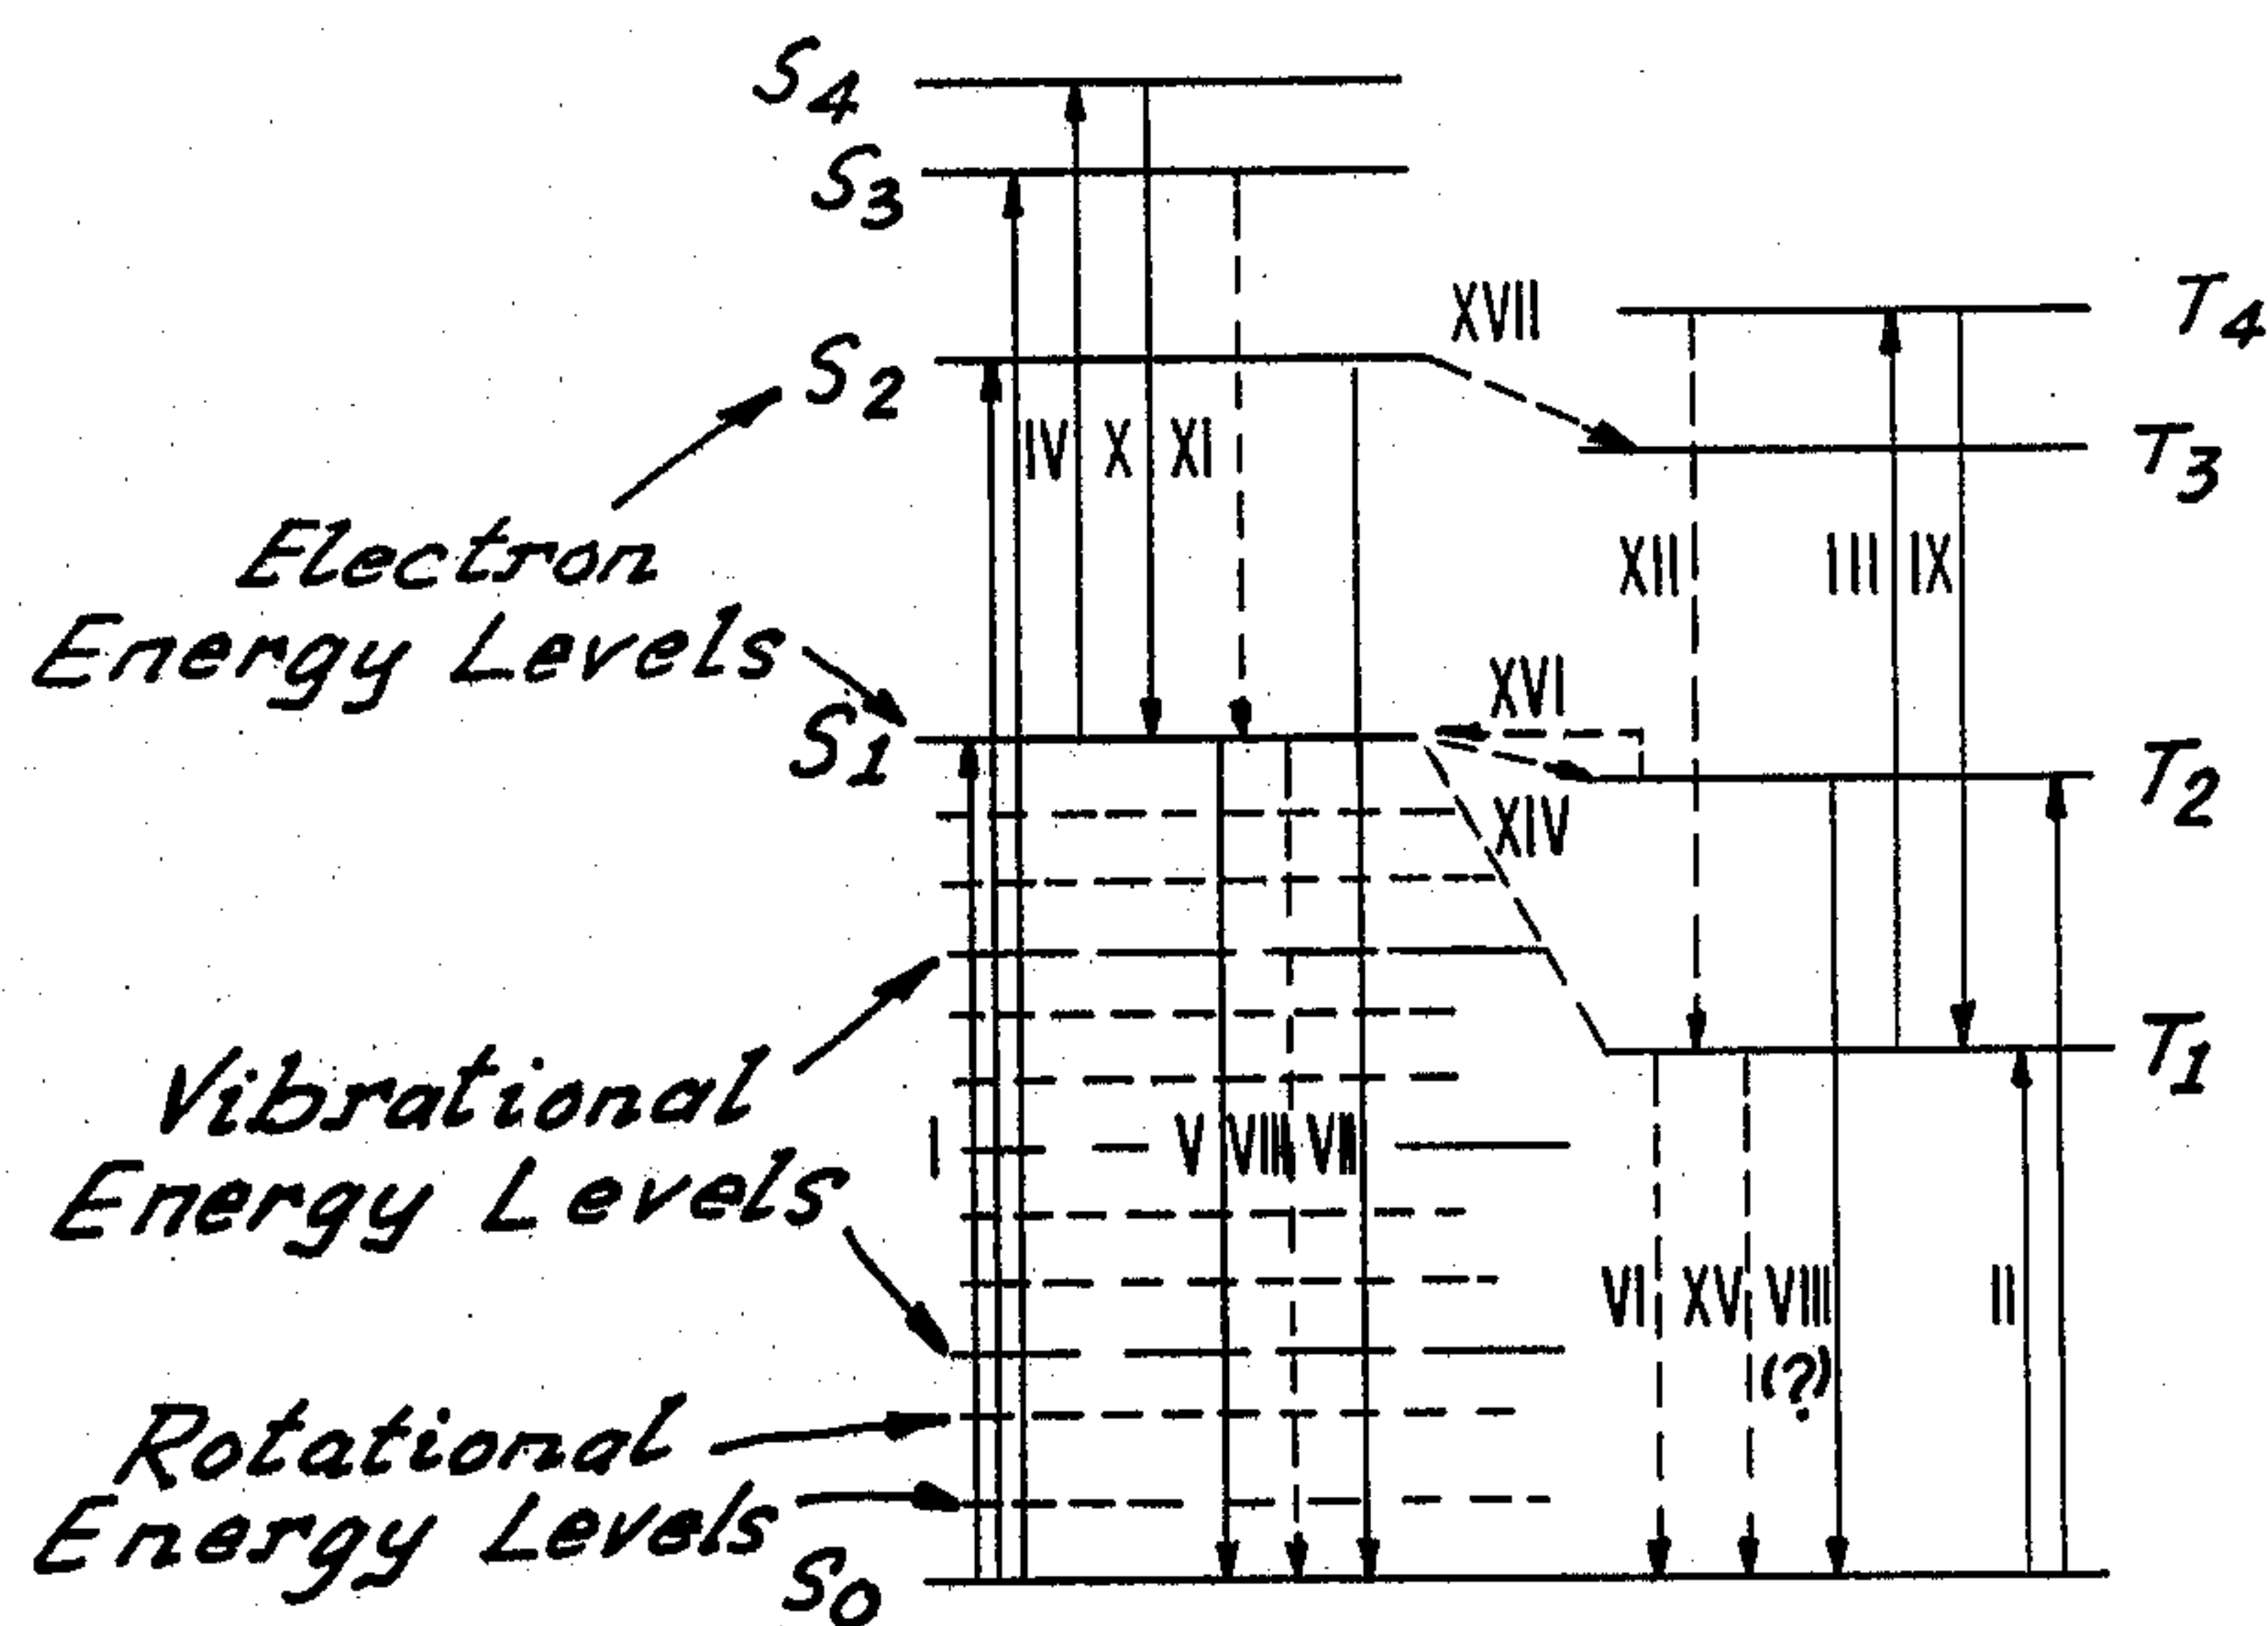 S4
S3
XVII
T4
S2
IV X XI
T3
Electron
Energy Levels
XII III IX
XVI
S1
T2
XIV
T1
Vibrational
Energy Levels
I V VIII VII
VI XV VIII II
(?)
Rotational
Energy Levels
S0